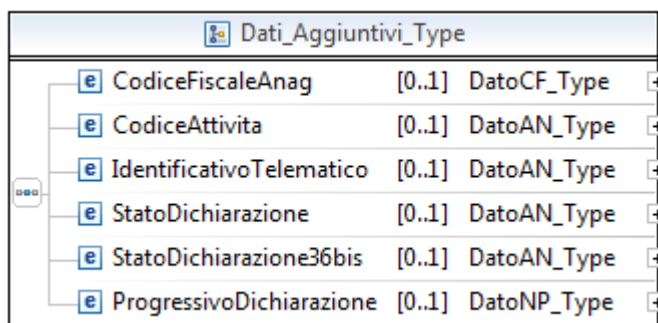 Dati_Aggiuntivi_Type
e CodiceFiscaleAnag [0..1] DatoCF_Type
e CodiceAttivita [0..1] DatoAN_Type
e IdentificativoTelematico [0..1] DatoAN_Type
e StatoDichiarazione [0..1] DatoAN_Type
e StatoDichiarazione36bis [0..1] DatoAN_Type
e ProgressivoDichiarazione [0..1] DatoNP_Type